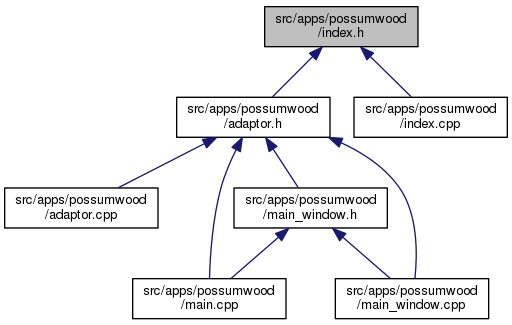 src/apps/possumwood
/index.h
src/apps/possumwood
/adaptor.h
src/apps/possumwood
/index.cpp
src/apps/possumwood
/adaptor.cpp
src/apps/possumwood
/main_window.h
src/apps/possumwood
/main.cpp
src/apps/possumwood
/main_window.cpp